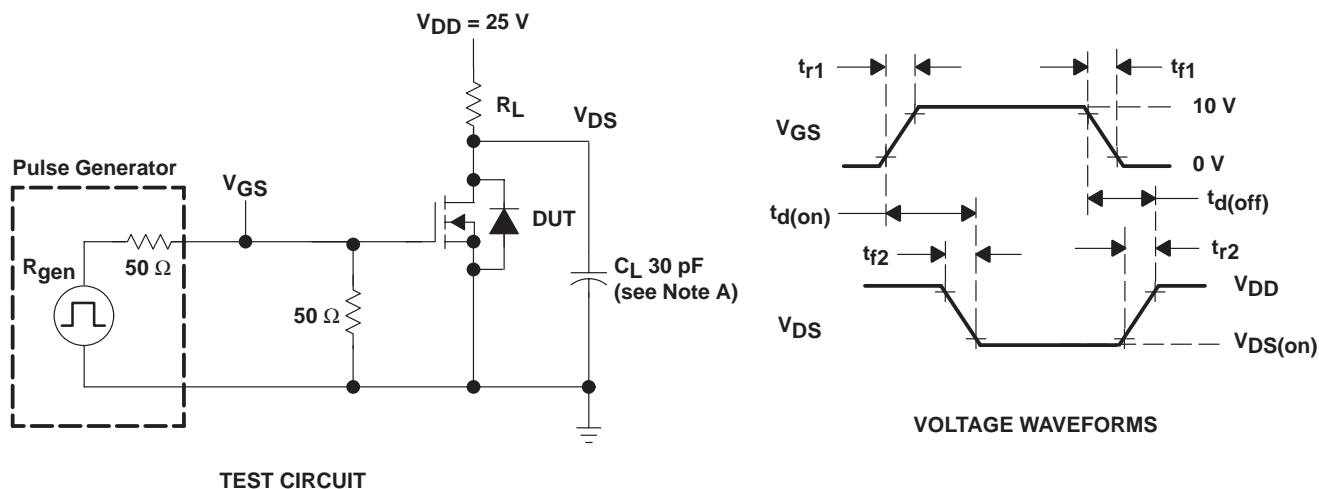 VDD = 25 V
RL
VDS
Pulse Generator
VGS
Rgen
50 Ω
50 Ω
DUT
CL 30 pF
(see Note A)
TEST CIRCUIT
tr1
tf1
10 V
VGS
0 V
td(on)
td(off)
tf2
tr2
VDD
VDS
VDS(on)
VOLTAGE WAVEFORMS